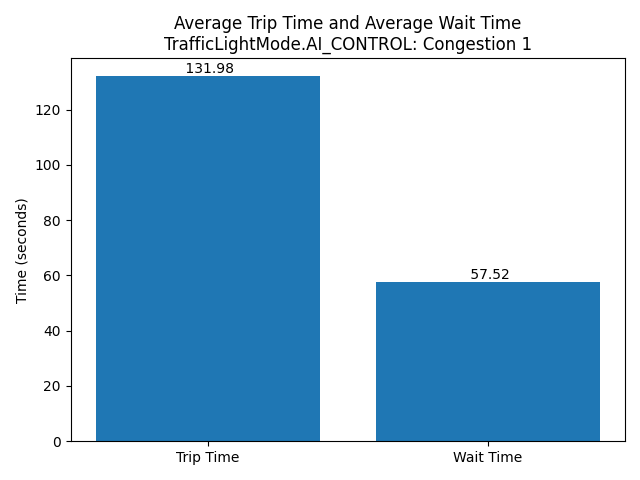 Average Trip Time and Average Wait Time
TrafficLightMode.AI_CONTROL: Congestion 1
131.98
57.52
120
100
80
60
40
20
0
Time (seconds)
Trip Time
Wait Time